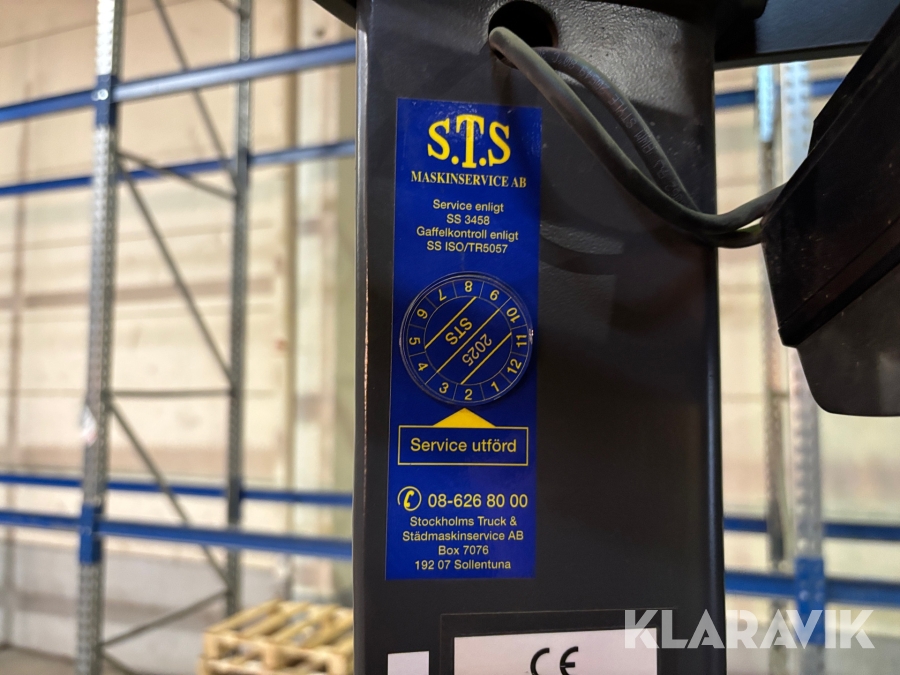 S.T.S
MASKINSERVICE AB
Service enligt
SS 3458
Gaffelkontroll enligt
SS ISO/TR5057
1 2 3 4 5 6 7 8 9 10 11 12
STS
2025
Service utförd
08-626 80 00
Stockholms Truck &
Städmaskinservice AB
Box 7076
192 07 Sollentuna
CE
KLARAVIK